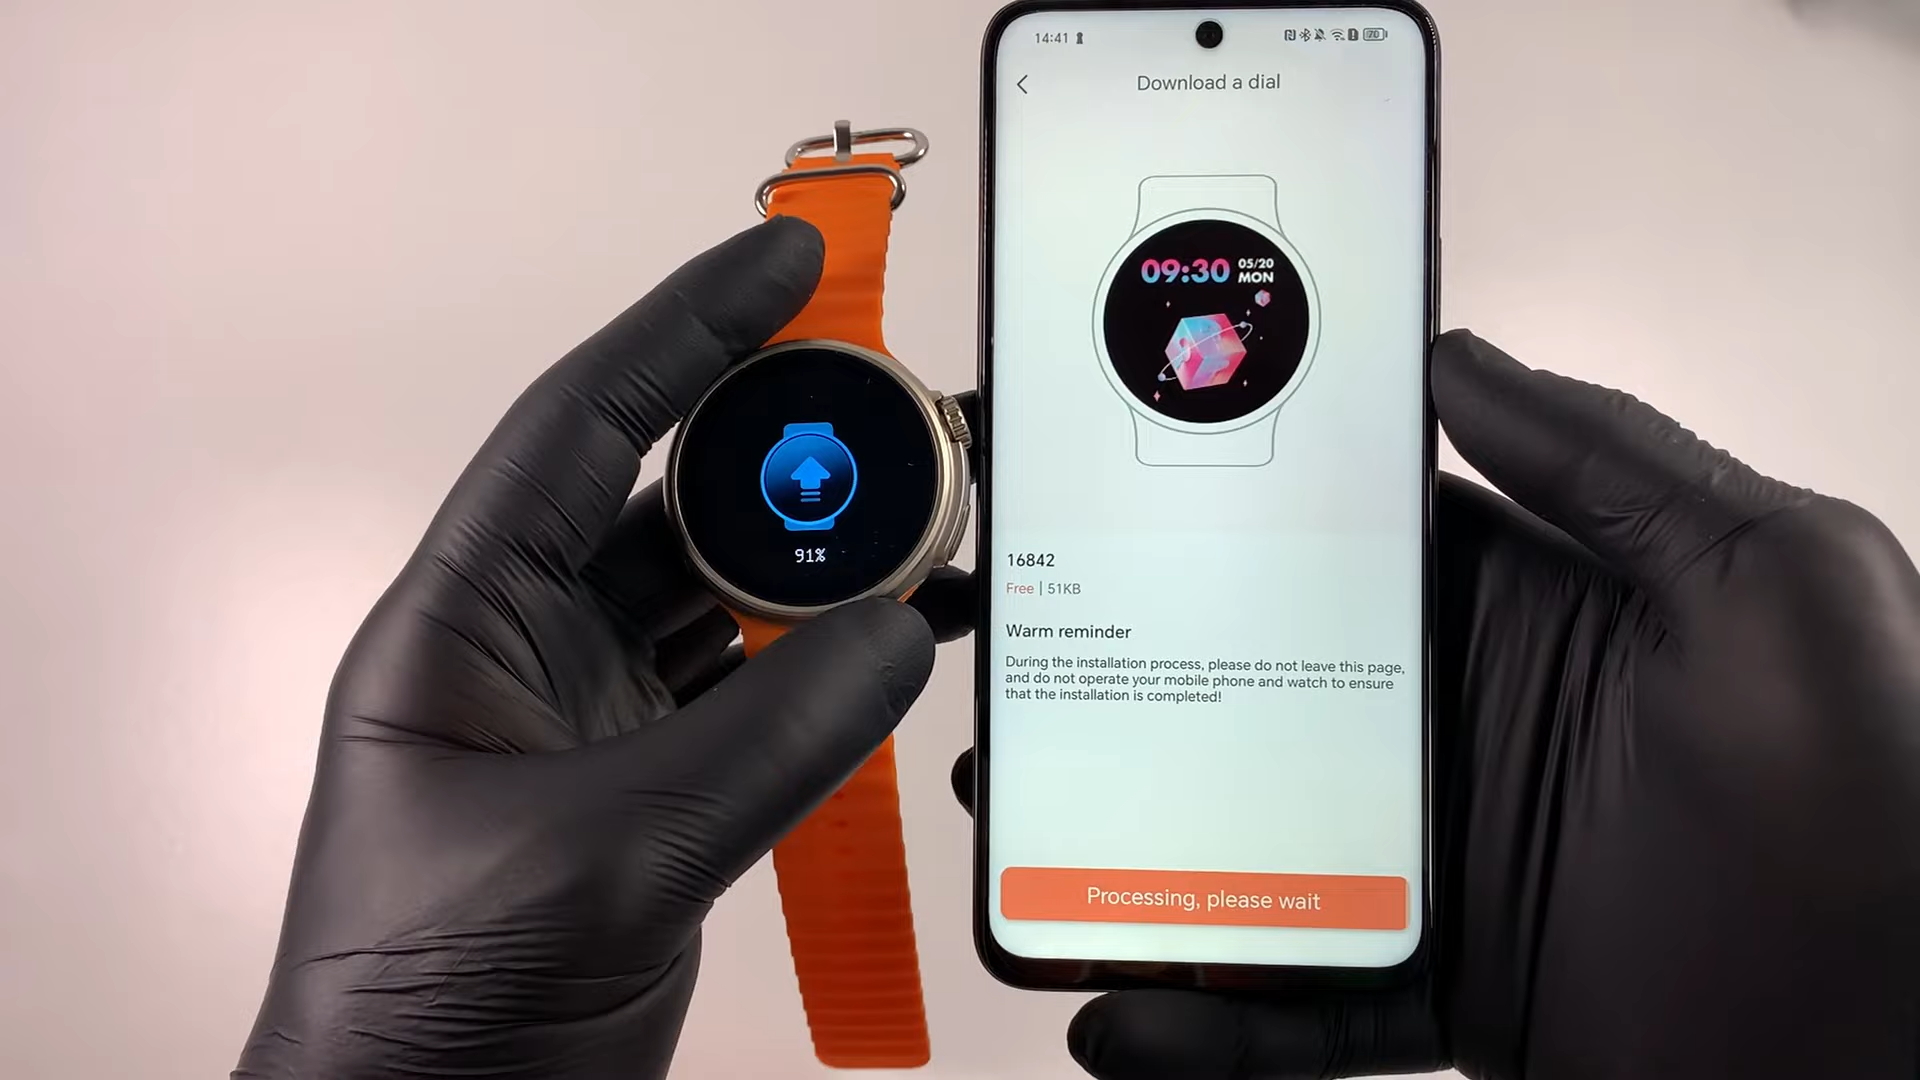 14:41
70
Download a dial
09:30
05/20
MON
91%
16842
Free | 51KB
Warm reminder
During the installation process, please do not leave this page,
and do not operate your mobile phone and watch to ensure
that the installation is completed!
Processing, please wait